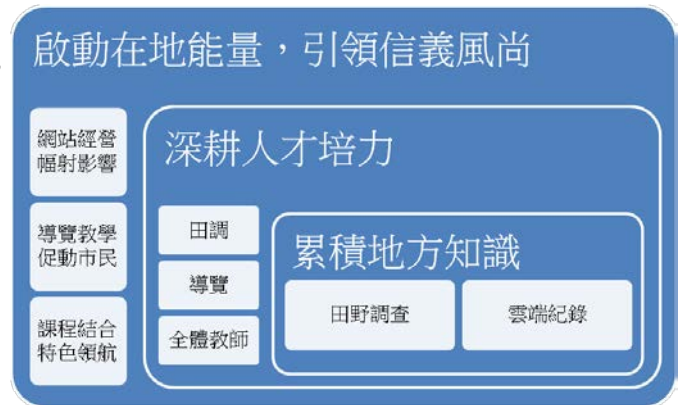 啟動在地能量，引領信義風尚
網站經營
幅射影響
導覽教學
促動市民
課程結合
特色領航
深耕人才培力
田調
導覽
全體教師
累積地方知識
田野調查
雲端紀錄